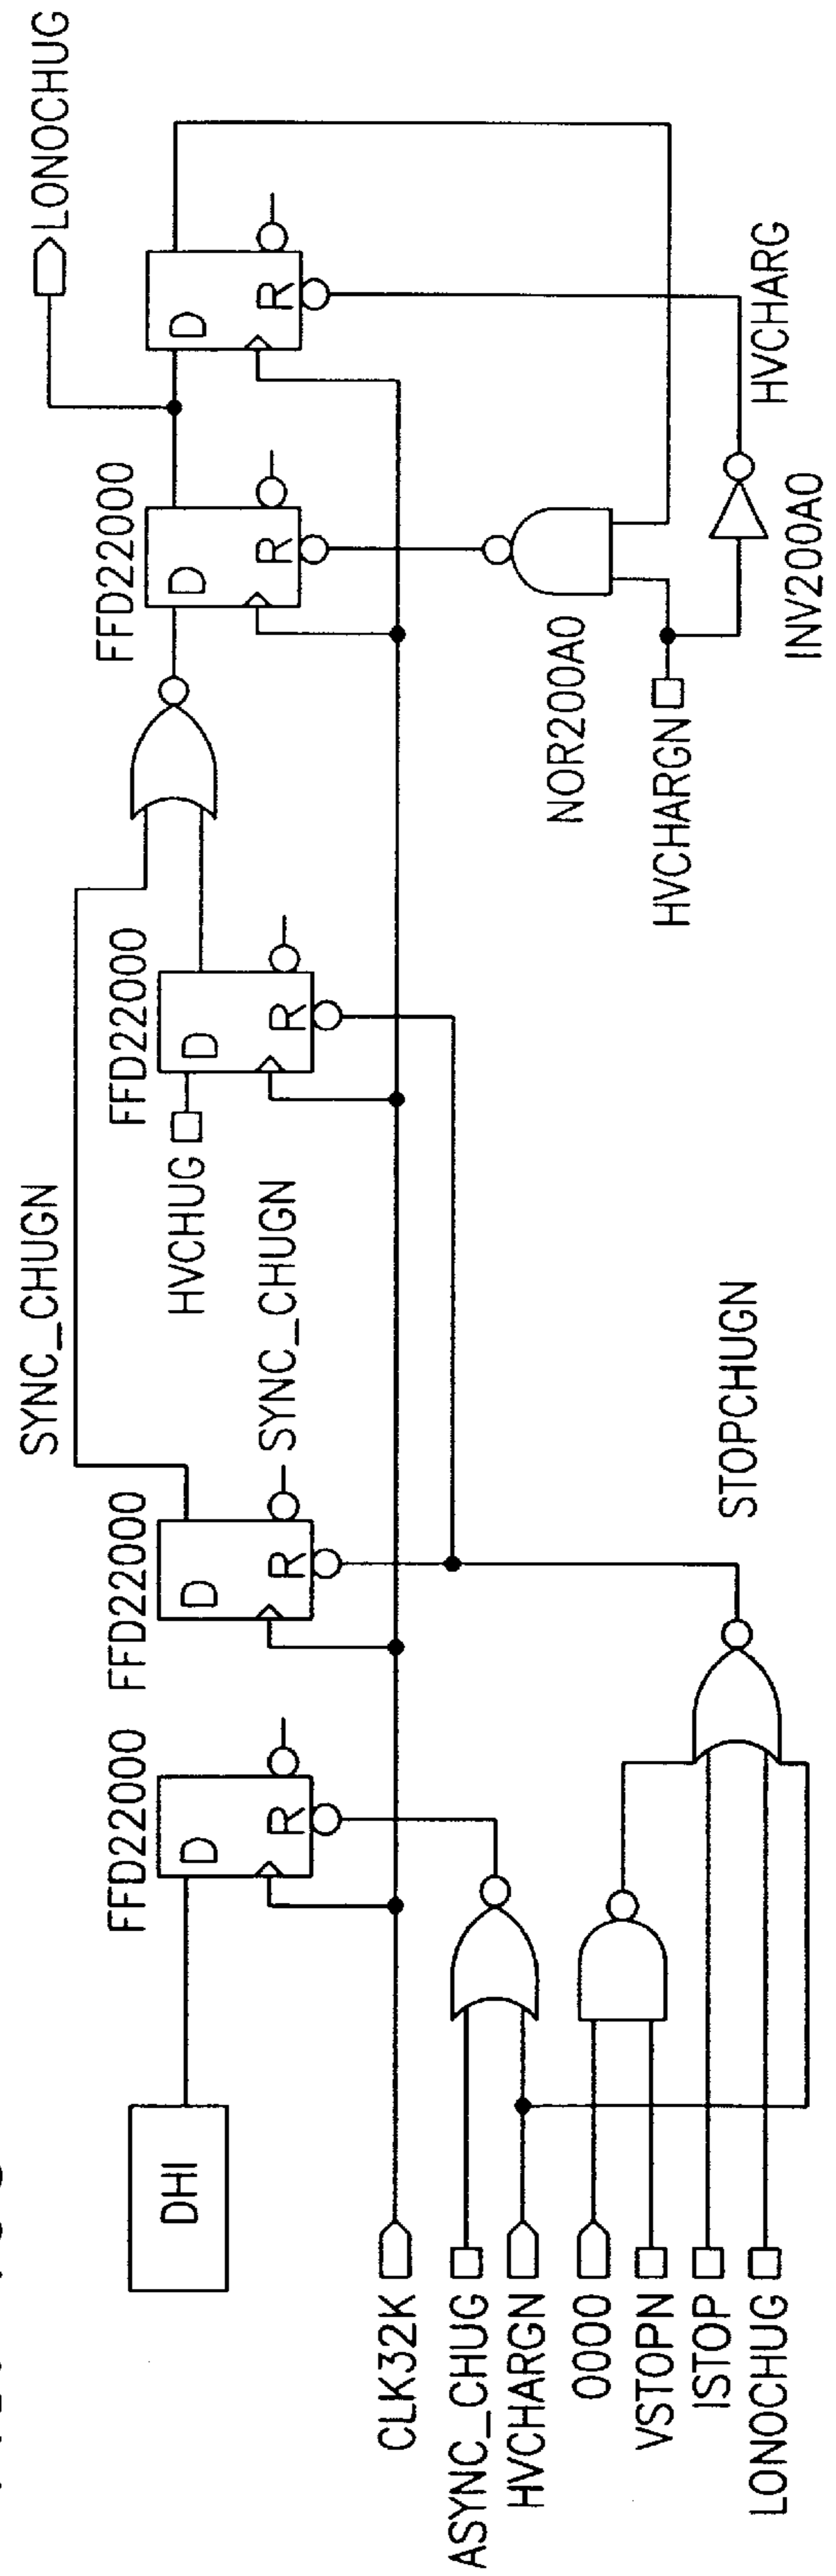 DHI
FFD22000
D
R
FFD22000
D
R
SYNC_CHUGN
SYNC_CHUGN
HVCHUG
FFD22000
D
R
FFD22000
D
R
D
R
LONOCHUG
CLK32K
ASYNC_CHUG
HVCHARGN
0000
VSTOPN
ISTOP
LONOCHUG
STOPCHUGN
NOR200A0
HVCHARGN
INV200A0
HVCHARG